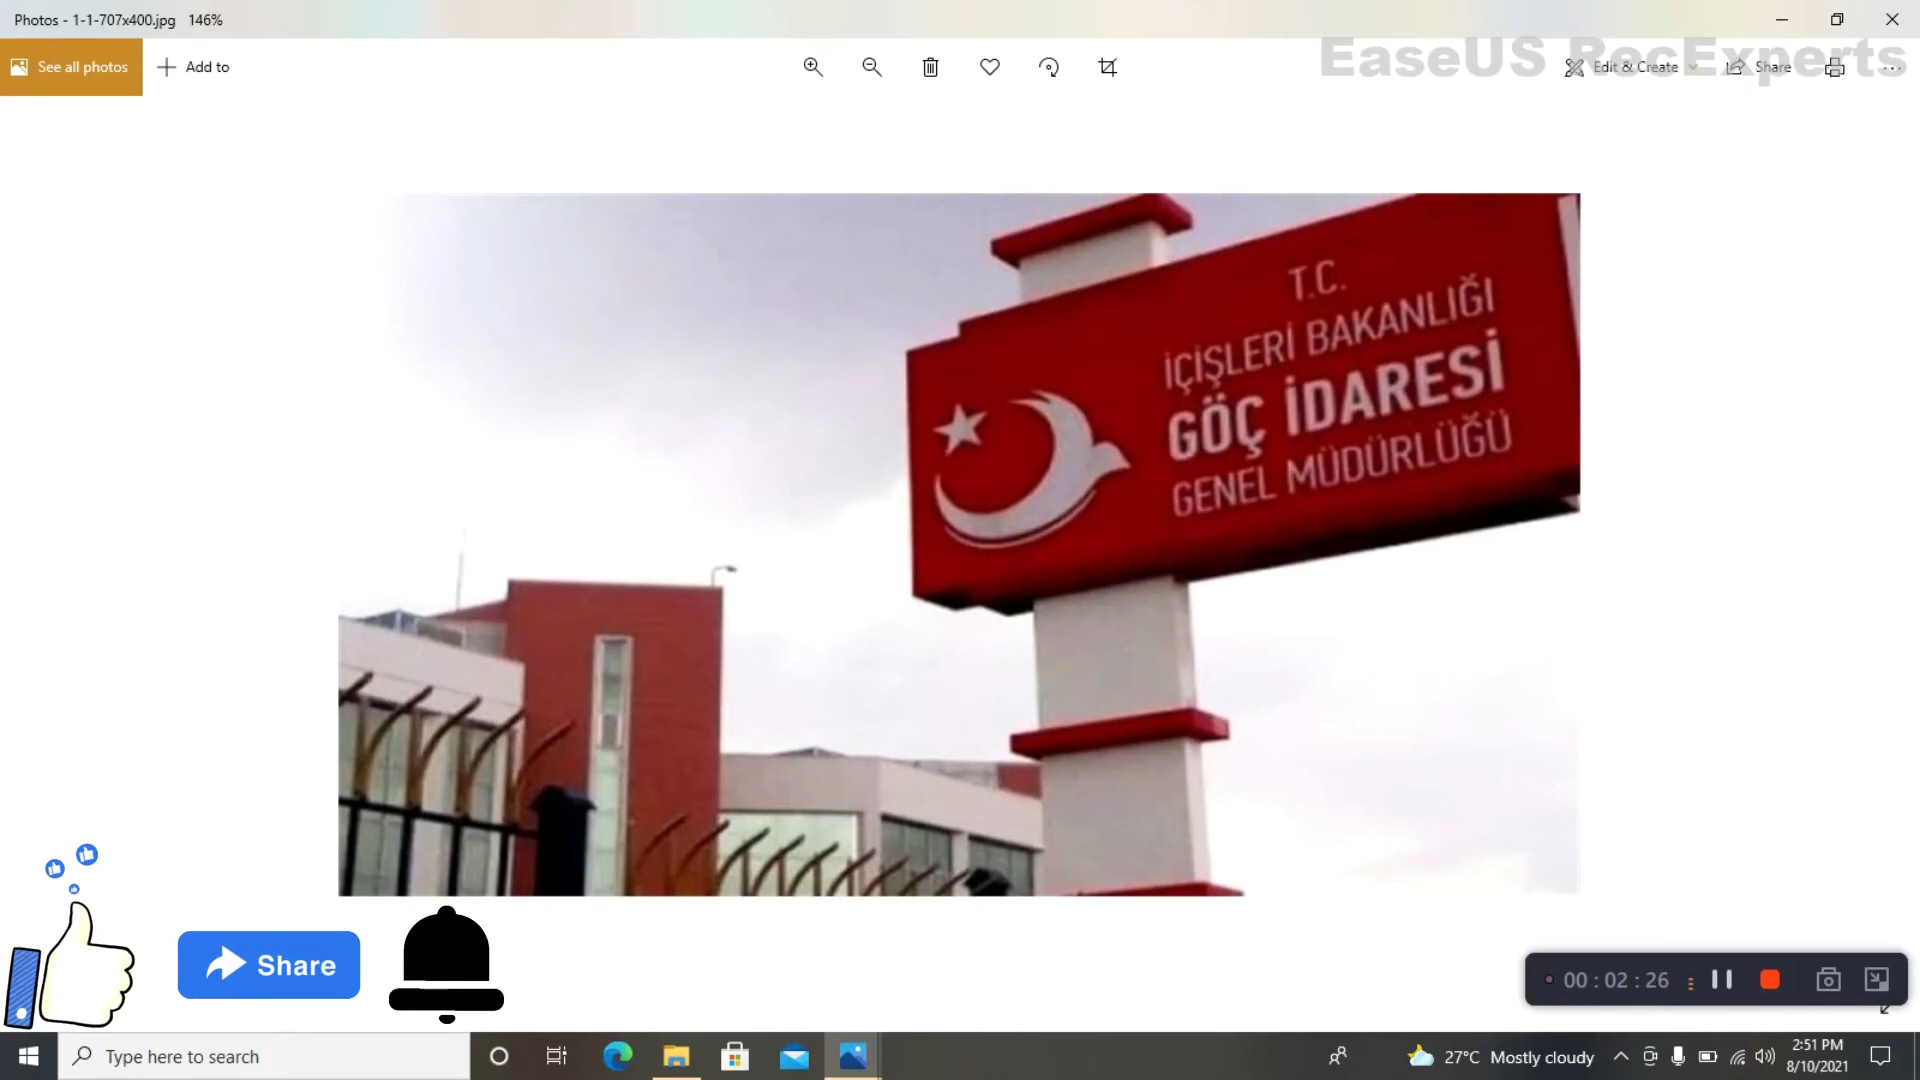 Photos - 1-1-707x400.jpg 146%
See all photos
Add to
Edit & Create
Share
EaseUS RecExperts
T.C.
İÇİŞLERİ BAKANLIĞI
GÖÇ İDARESİ
GENEL MÜDÜRLÜĞÜ
Share
00 : 02 : 26
Type here to search
27°C Mostly cloudy
2:51 PM
8/10/2021